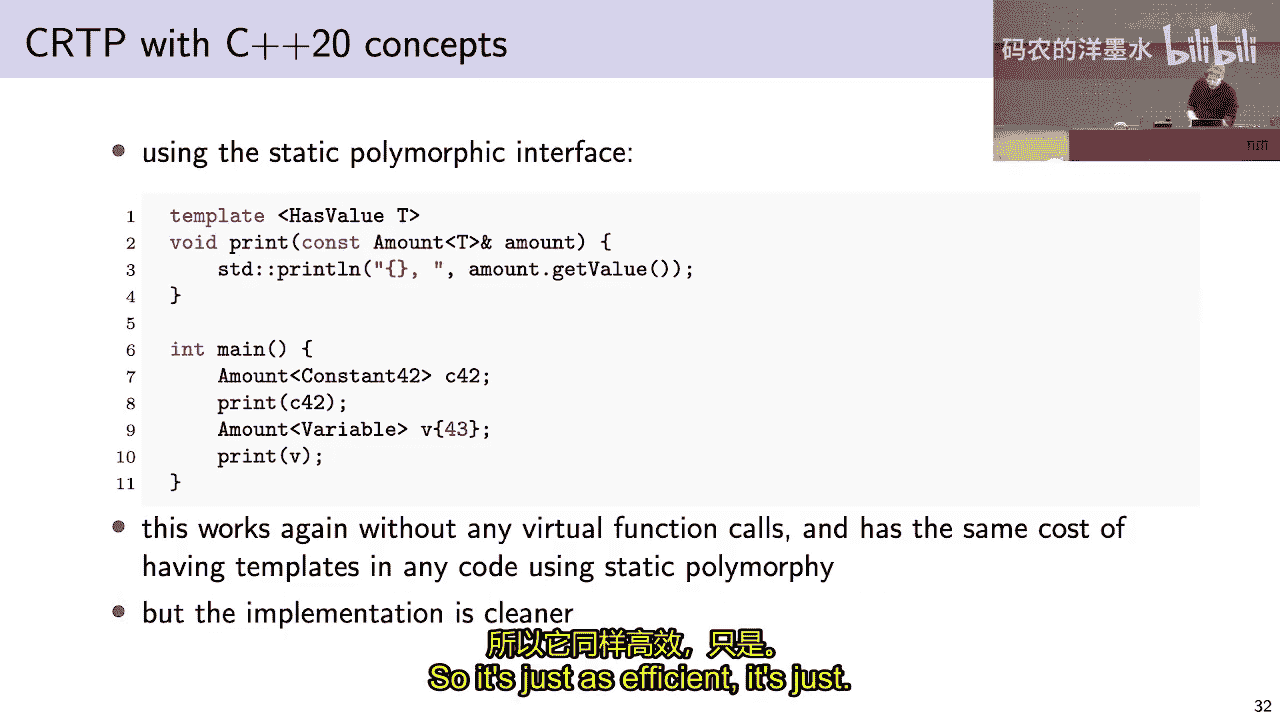 CRTP with C++20 concepts
码农的洋墨水 bilibili
using the static polymorphic interface:
1 template <HasValue T>
2 void print(const Amount<T>& amount) {
3 std::println("{}, ", amount.getValue());
4 }
5
6 int main() {
7 Amount<Constant42> c42;
8 print(c42);
9 Amount<Variable> v{43};
10 print(v);
11 }
this works again without any virtual function calls, and has the same cost of
having templates in any code using static polymorphy
but the implementation is cleaner
所以它同样高效，只是。
So it's just as efficient, it's just.
32